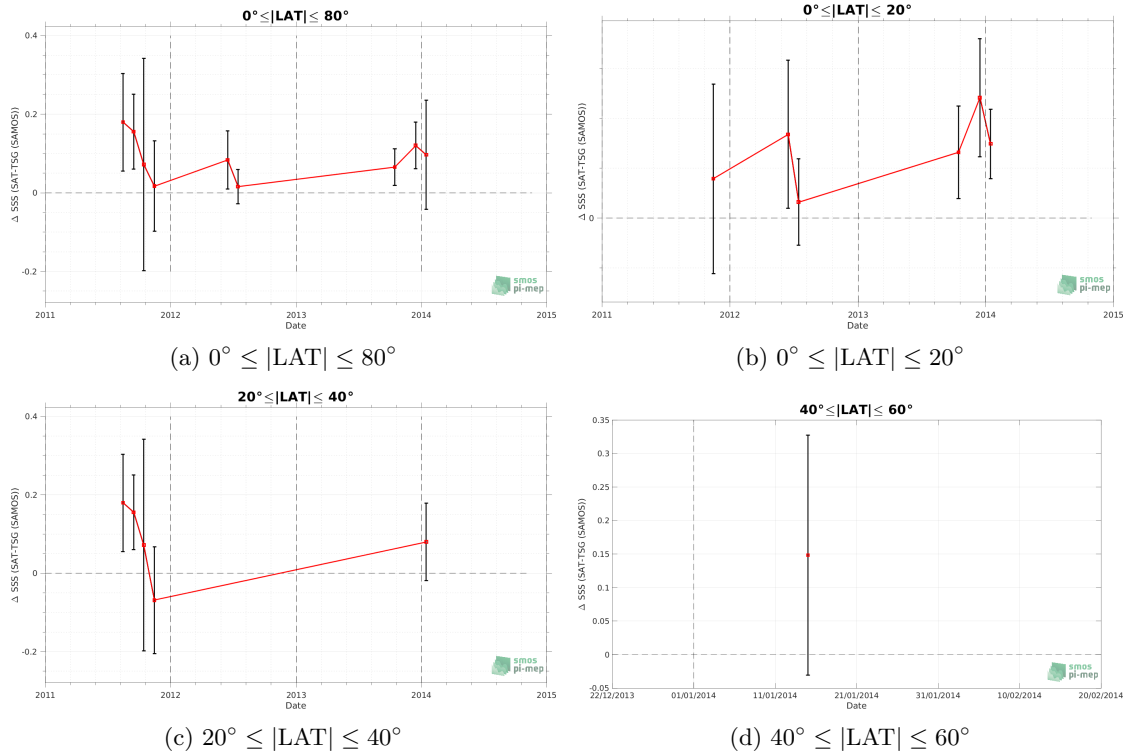 0°≤|LAT|≤ 80°
Δ SSS (SAT-TSG (SAMOS))
0.4
0.2
0
-0.2
2011 2012 2013 2014 2015
Date
smos
pi-mep
(a) 0° ≤ |LAT| ≤ 80°
0°≤|LAT|≤ 20°
Δ SSS (SAT-TSG (SAMOS))
0
2011 2012 2013 2014 2015
Date
smos
pi-mep
(b) 0° ≤ |LAT| ≤ 20°
20°≤|LAT|≤ 40°
Δ SSS (SAT-TSG (SAMOS))
0.4
0.2
0
-0.2
2011 2012 2013 2014 2015
Date
smos
pi-mep
(c) 20° ≤ |LAT| ≤ 40°
40°≤|LAT|≤ 60°
Δ SSS (SAT-TSG (SAMOS))
0.35
0.3
0.25
0.2
0.15
0.1
0.05
0
-0.05
22/12/2013 01/01/2014 11/01/2014 21/01/2014 31/01/2014 10/02/2014 20/02/2014
Date
smos
pi-mep
(d) 40° ≤ |LAT| ≤ 60°